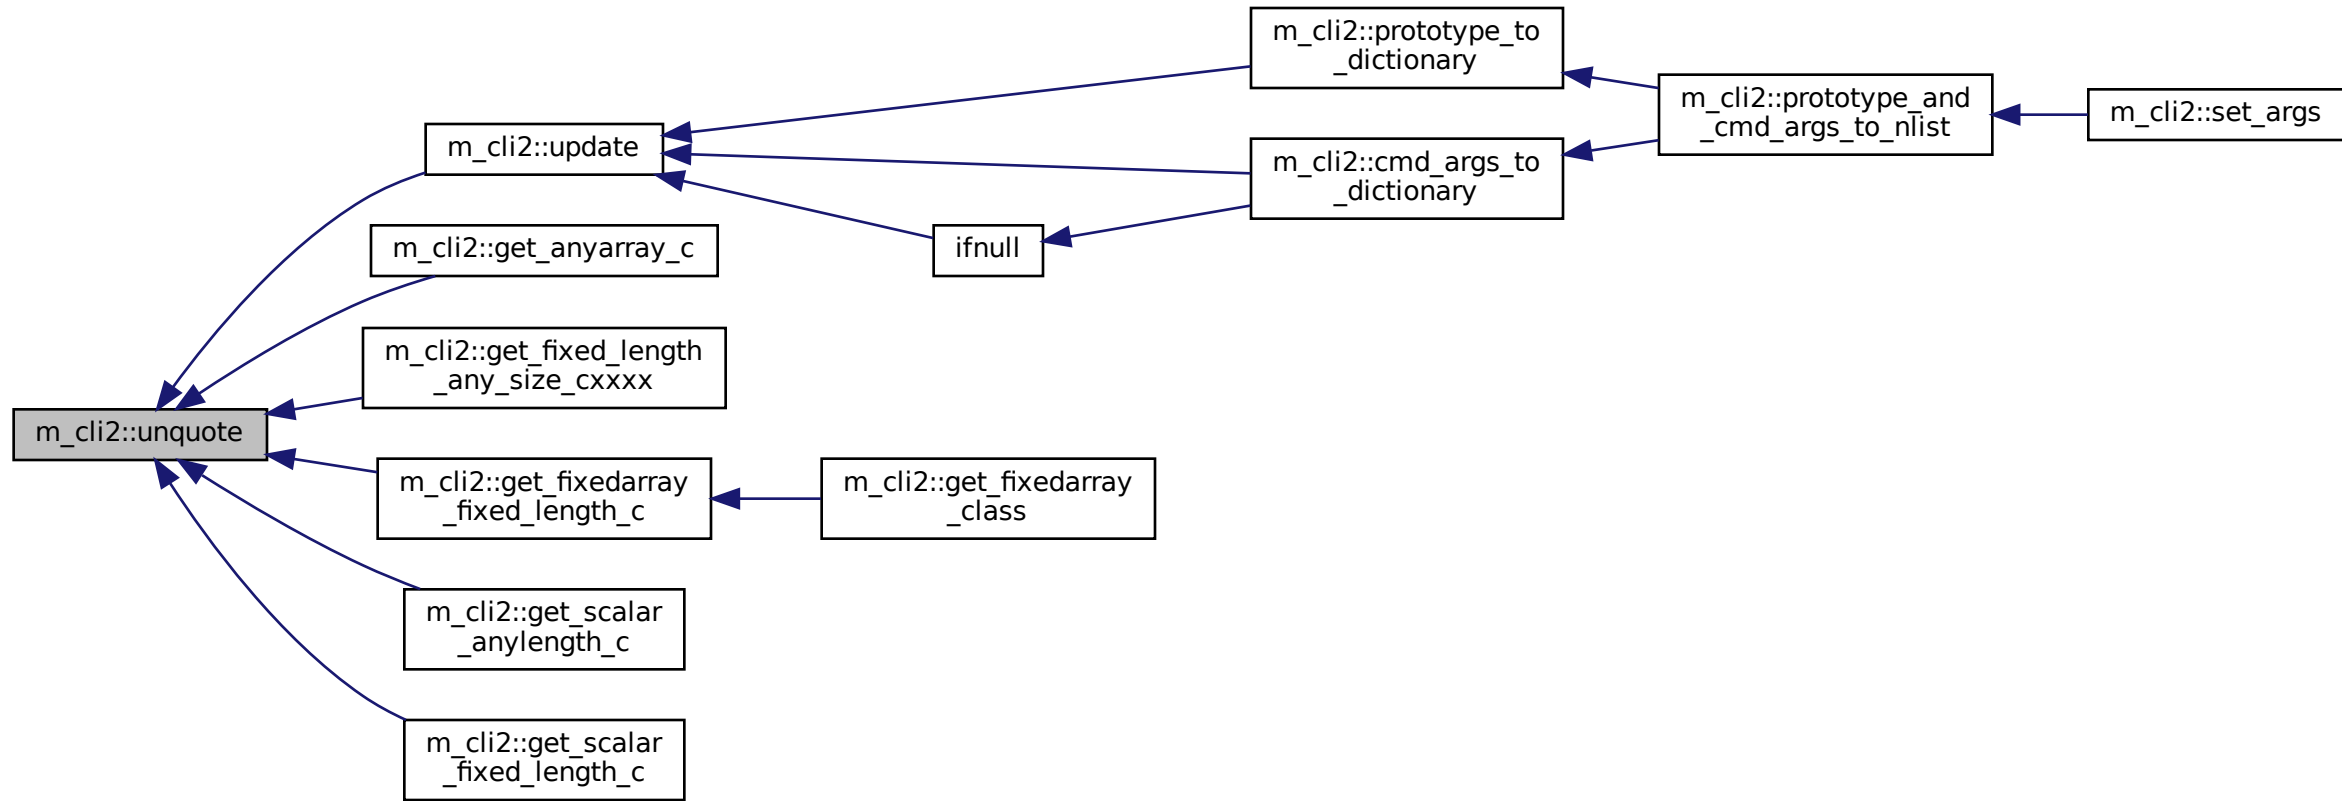 m_cli2::prototype_to
_dictionary
m_cli2::prototype_and
_cmd_args_to_nlist
m_cli2::set_args
m_cli2::update
m_cli2::cmd_args_to
_dictionary
m_cli2::get_anyarray_c
ifnull
m_cli2::get_fixed_length
_any_size_cxxxx
m_cli2::unquote
m_cli2::get_fixedarray
_fixed_length_c
m_cli2::get_fixedarray
_class
m_cli2::get_scalar
_anylength_c
m_cli2::get_scalar
_fixed_length_c